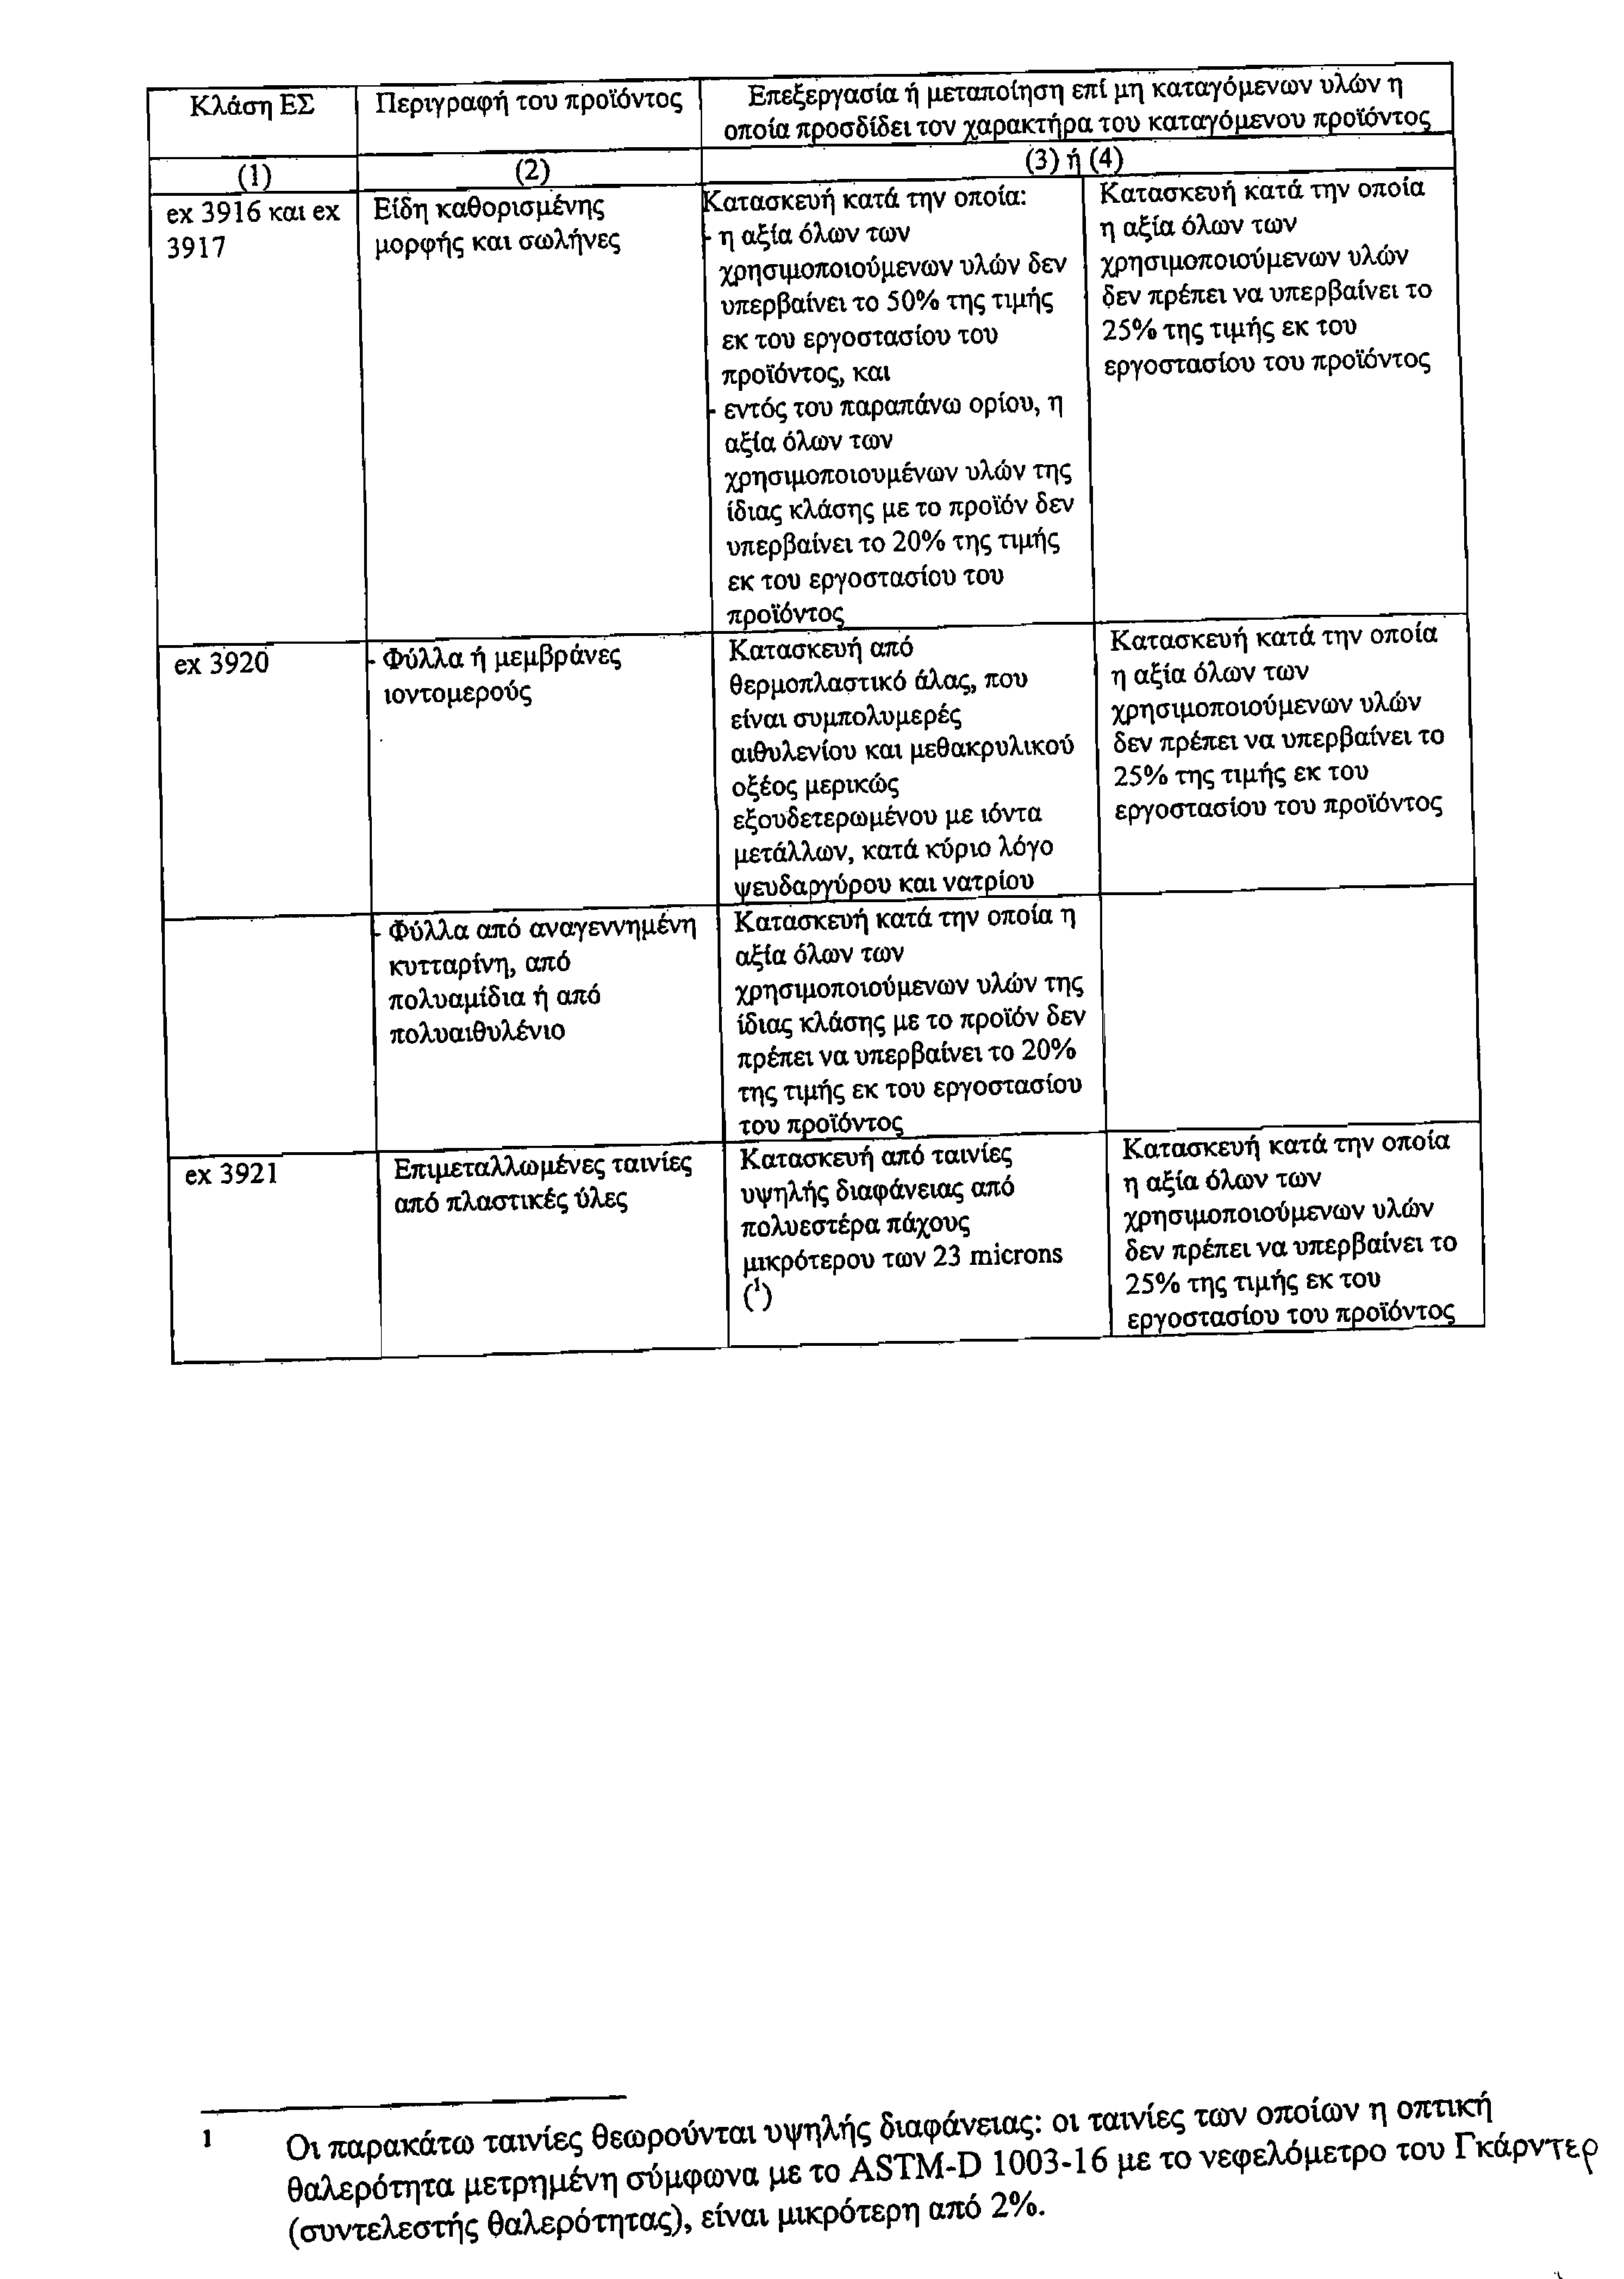 Κλάση ΕΣ
Περιγραφή του προϊόντος
Επεξεργασία ή μεταποίηση επί μη καταγόμενων υλών η
οποία προσδίδει τον χαρακτήρα του καταγόμενου προϊόντος
(1)
(2)
(3) ή (4)
ex 3916 και ex
3917
Είδη καθορισμένης
μορφής και σωλήνες
Κατασκευή κατά την οποία:
- η αξία όλων των
χρησιμοποιούμενων υλών δεν
υπερβαίνει το 50% της τιμής
εκ του εργοστασίου του
προϊόντος, και
- εντός του παραπάνω ορίου, η
αξία όλων των
χρησιμοποιουμένων υλών της
ίδιας κλάσης με το προϊόν δεν
υπερβαίνει το 20% της τιμής
εκ του εργοστασίου του
προϊόντος
Κατασκευή κατά την οποία
η αξία όλων των
χρησιμοποιούμενων υλών
δεν πρέπει να υπερβαίνει το
25% της τιμής εκ του
εργοστασίου του προϊόντος
ex 3920
- Φύλλα ή μεμβράνες
ιοντομερούς
Κατασκευή από
θερμοπλαστικό άλας, που
είναι συμπολυμερές
αιθυλενίου και μεθακρυλικού
οξέος μερικώς
εξουδετερωμένου με ιόντα
μετάλλων, κατά κύριο λόγο
ψευδαργύρου και νατρίου
Κατασκευή κατά την οποία
η αξία όλων των
χρησιμοποιούμενων υλών
δεν πρέπει να υπερβαίνει το
25% της τιμής εκ του
εργοστασίου του προϊόντος
- Φύλλα από αναγεννημένη
κυτταρίνη, από
πολυαμίδια ή από
πολυαιθυλένιο
Κατασκευή κατά την οποία η
αξία όλων των
χρησιμοποιούμενων υλών της
ίδιας κλάσης με το προϊόν δεν
πρέπει να υπερβαίνει το 20%
της τιμής εκ του εργοστασίου
του προϊόντος
ex 3921
Επιμεταλλωμένες ταινίες
από πλαστικές ύλες
Κατασκευή από ταινίες
υψηλής διαφάνειας από
πολυεστέρα πάχους
μικρότερου των 23 microns
(¹)
Κατασκευή κατά την οποία
η αξία όλων των
χρησιμοποιούμενων υλών
δεν πρέπει να υπερβαίνει το
25% της τιμής εκ του
εργοστασίου του προϊόντος
1 Οι παρακάτω ταινίες θεωρούνται υψηλής διαφάνειας: οι ταινίες των οποίων η οπτική
θαλερότητα μετρημένη σύμφωνα με το ASTM-D 1003-16 με το νεφελόμετρο του Γκάρντερ
(συντελεστής θαλερότητας), είναι μικρότερη από 2%.